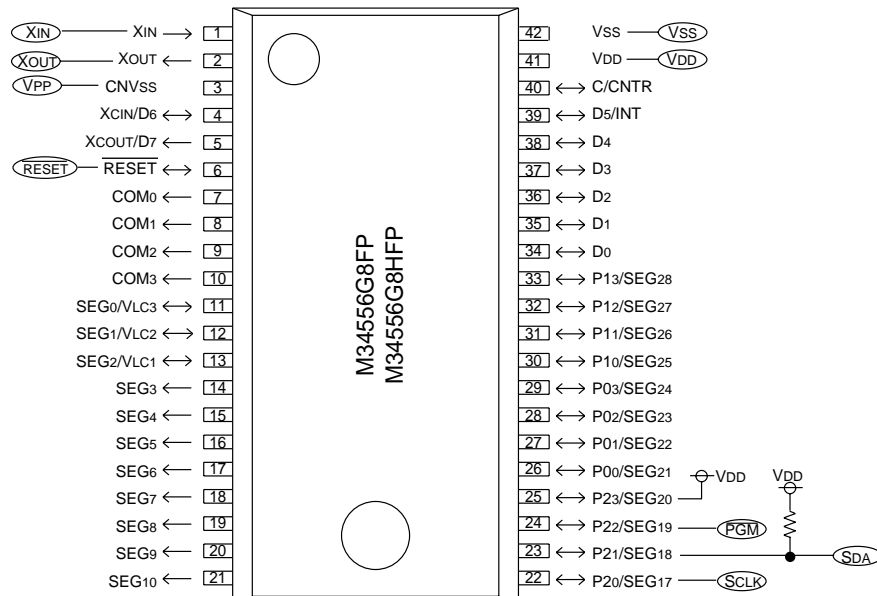 XIN XIN 1 42 VSS VSS
XOUT XOUT 2 41 VDD VDD
VPP CNVSS 3 40 C/CNTR
XCIN/D6 4 39 D5/INT
XCOUT/D7 5 38 D4
RESET RESET 6 37 D3
COM0 7 36 D2
COM1 8 35 D1
COM2 9 34 D0
COM3 10 33 P13/SEG28
SEG0/VLC3 11 32 P12/SEG27
SEG1/VLC2 12 31 P11/SEG26
SEG2/VLC1 13 30 P10/SEG25
SEG3 14 29 P03/SEG24
SEG4 15 28 P02/SEG23
SEG5 16 27 P01/SEG22
SEG6 17 26 P00/SEG21 VDD VDD
SEG7 18 25 P23/SEG20
SEG8 19 24 P22/SEG19 PGM
SEG9 20 23 P21/SEG18 SDA
SEG10 21 22 P20/SEG17 SCLK
M34556G8FP
M34556G8HFP